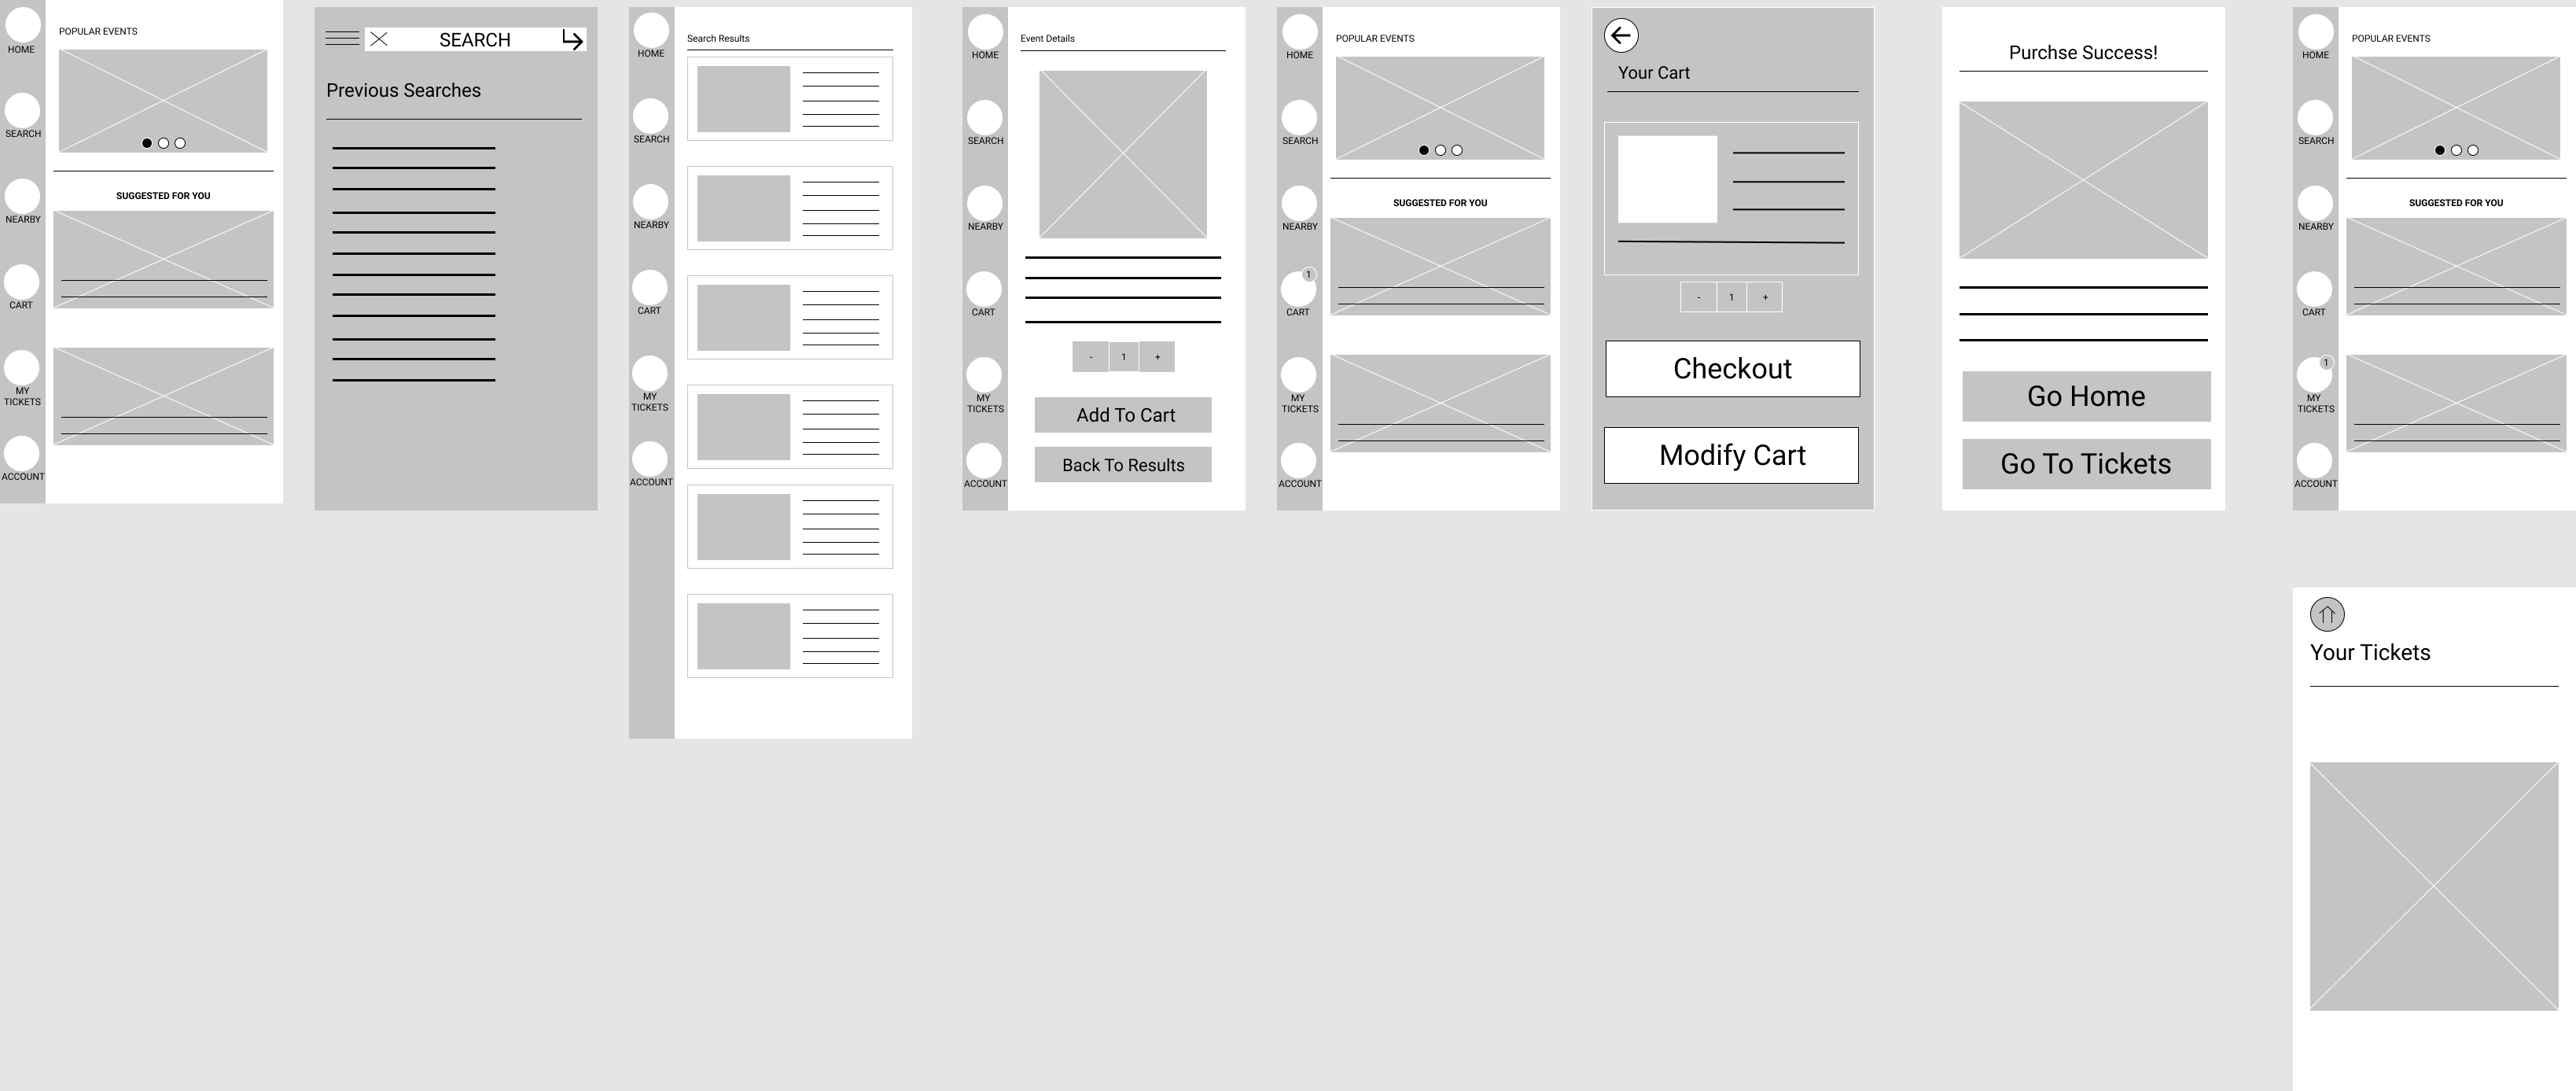 HOME
SEARCH
NEARBY
CART
MY
TICKETS
ACCOUNT
POPULAR EVENTS
SUGGESTED FOR YOU
SEARCH
Previous Searches
HOME
SEARCH
NEARBY
CART
MY
TICKETS
ACCOUNT
Search Results
HOME
SEARCH
NEARBY
CART
MY
TICKETS
ACCOUNT
Event Details
- 1 +
Add To Cart
Back To Results
HOME
SEARCH
NEARBY
1
CART
MY
TICKETS
ACCOUNT
POPULAR EVENTS
SUGGESTED FOR YOU
Your Cart
- 1 +
Checkout
Modify Cart
Purchse Success!
Go Home
Go To Tickets
HOME
SEARCH
NEARBY
CART
1
MY
TICKETS
ACCOUNT
POPULAR EVENTS
SUGGESTED FOR YOU
Your Tickets